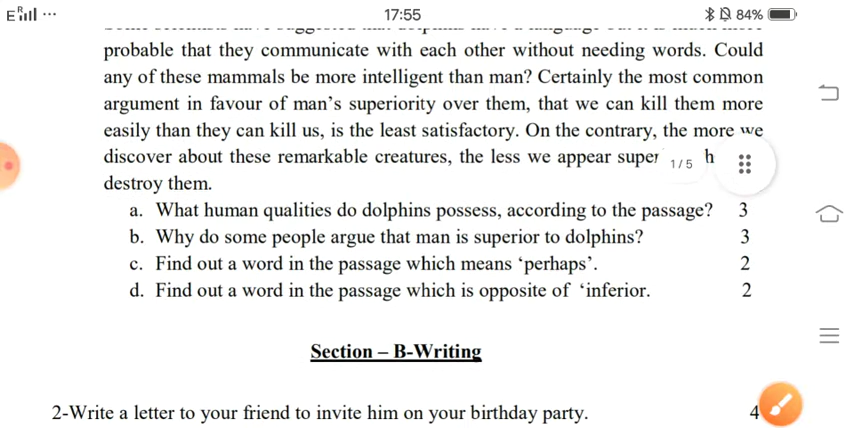 17:55
84%
probable that they communicate with each other without needing words. Could
any of these mammals be more intelligent than man? Certainly the most common
argument in favour of man's superiority over them, that we can kill them more
easily than they can kill us, is the least satisfactory. On the contrary, the more we
discover about these remarkable creatures, the less we appear
1/5
destroy them.
a. What human qualities do dolphins possess, according to the passage? 3
b. Why do some people argue that man is superior to dolphins? 3
c. Find out a word in the passage which means ‘perhaps’. 2
d. Find out a word in the passage which is opposite of ‘inferior. 2
Section – B-Writing
2-Write a letter to your friend to invite him on your birthday party. 4